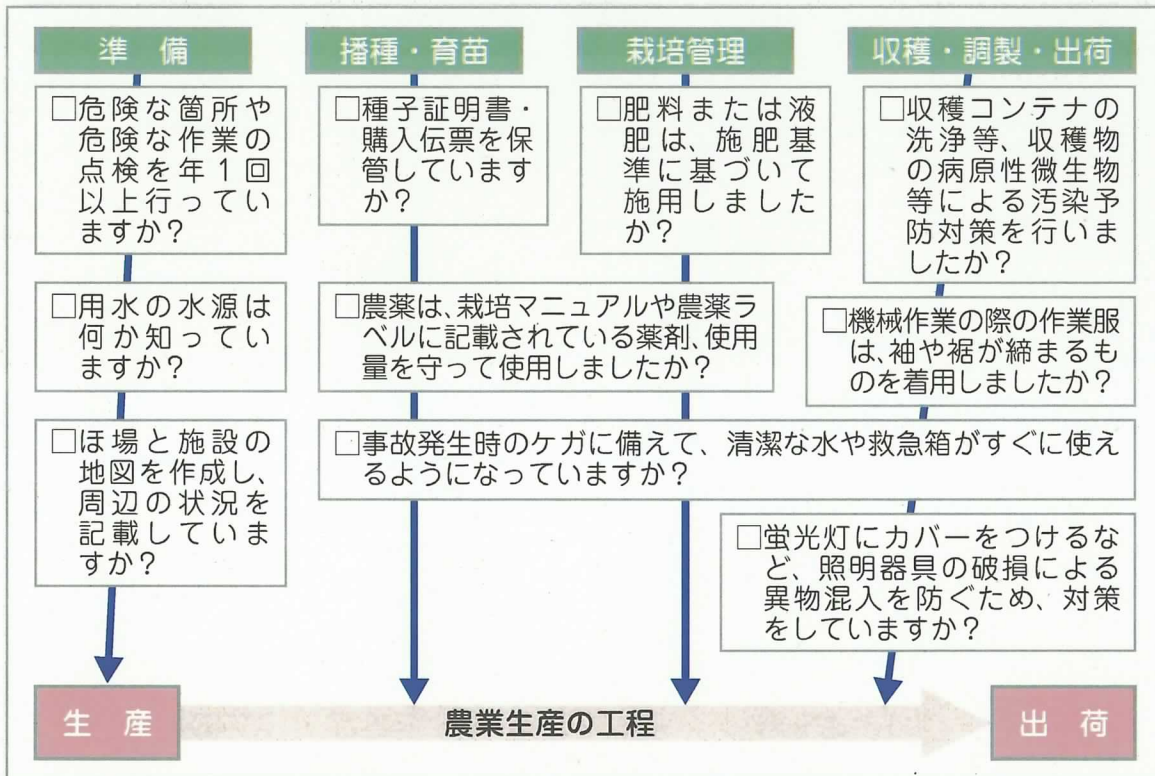 準　備
□危険な箇所や
危険な作業の
点検を年１回
以上行ってい
ますか？
□用水の水源は
何か知ってい
ますか？
□ほ場と施設の
地図を作成し、
周辺の状況を
記載していま
すか？
播種・育苗
□種子証明書・
購入伝票を保
管しています
か？
栽培管理
□肥料または液
肥は、施肥基
準に基づいて
施用しました
か？
□農薬は、栽培マニュアルや農薬ラ
ベルに記載されている薬剤、使用
量を守って使用しましたか？
収穫・調製・出荷
□収穫コンテナの
洗浄等、収穫物
の病原性微生物
等による汚染予
防対策を行いま
したか？
□機械作業の際の作業服
は、袖や裾が締まるも
のを着用しましたか？
□事故発生時のケガに備えて、清潔な水や救急箱がすぐに使え
るようになっていますか？
□蛍光灯にカバーをつけるな
ど、照明器具の破損による
異物混入を防ぐため、対策
をしていますか？
生　産
農業生産の工程
出　荷